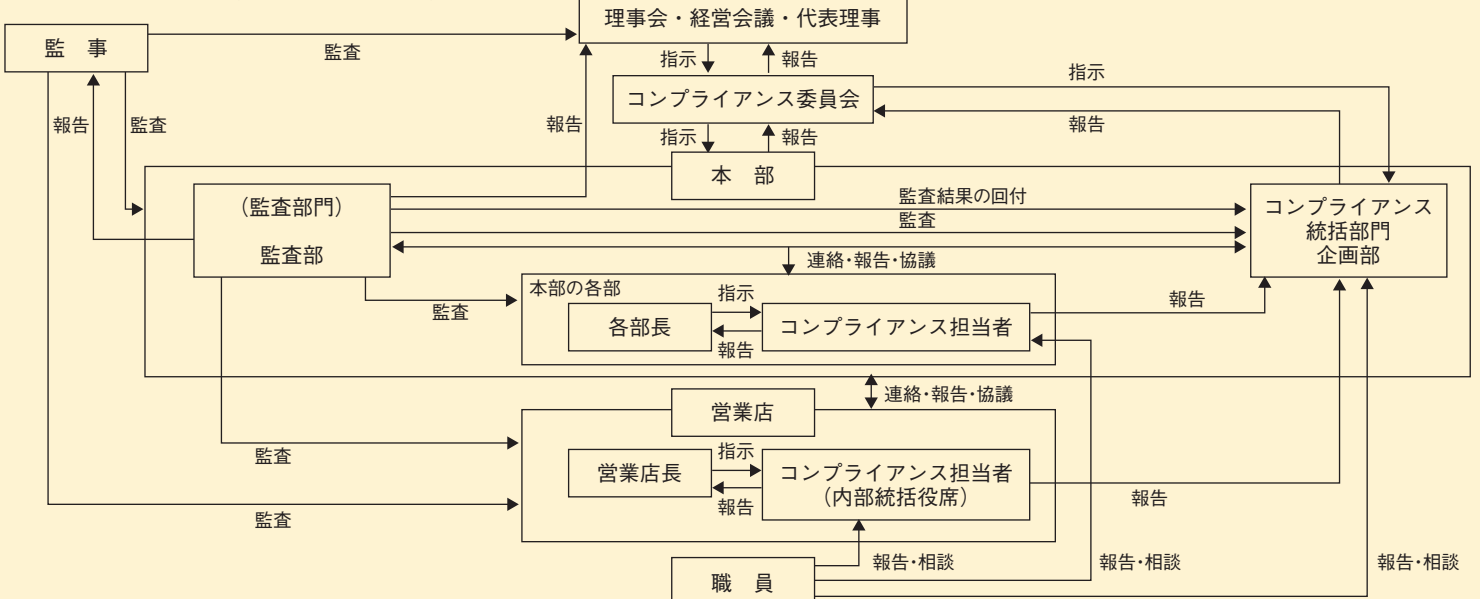 理事会・経営会議・代表理事
監　事
監査
指示
報告
コンプライアンス委員会
指示
報告
報告
監査
報告
指示
報告
本　部
（監査部門）
監査部
監査結果の回付
監査
連絡・報告・協議
コンプライアンス
統括部門
企画部
監査
本部の各部
各部長
指示
報告
コンプライアンス担当者
報告
連絡・報告・協議
営業店
監査
監査
営業店長
指示
報告
コンプライアンス担当者
（内部統括役席）
報告
職　員
報告・相談
報告・相談
報告・相談